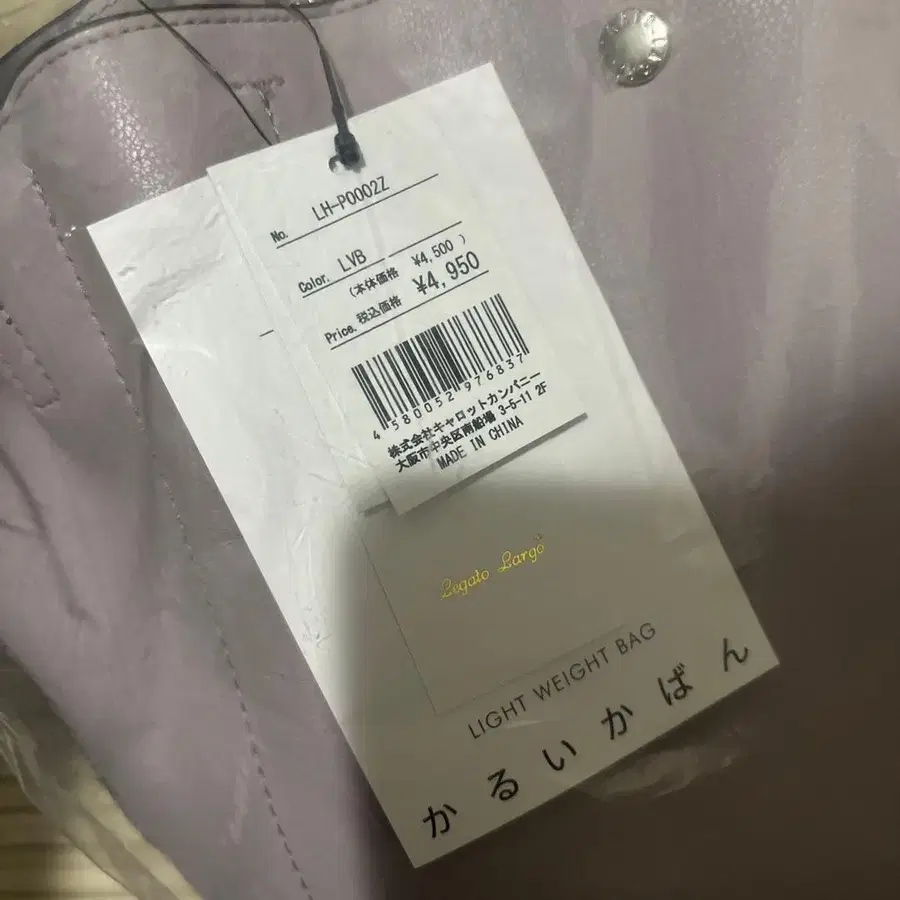 No. LH-P0002Z
Color. LVB
(本体価格 ¥4,500 )
Price. 税込価格 ¥4,950
4 580052 976837
株式会社キャロットカンパニー
大阪市中央区南船場 3-5-11 2F
MADE IN CHINA
Legato Largo
LIGHT WEIGHT BAG
かるいかばん